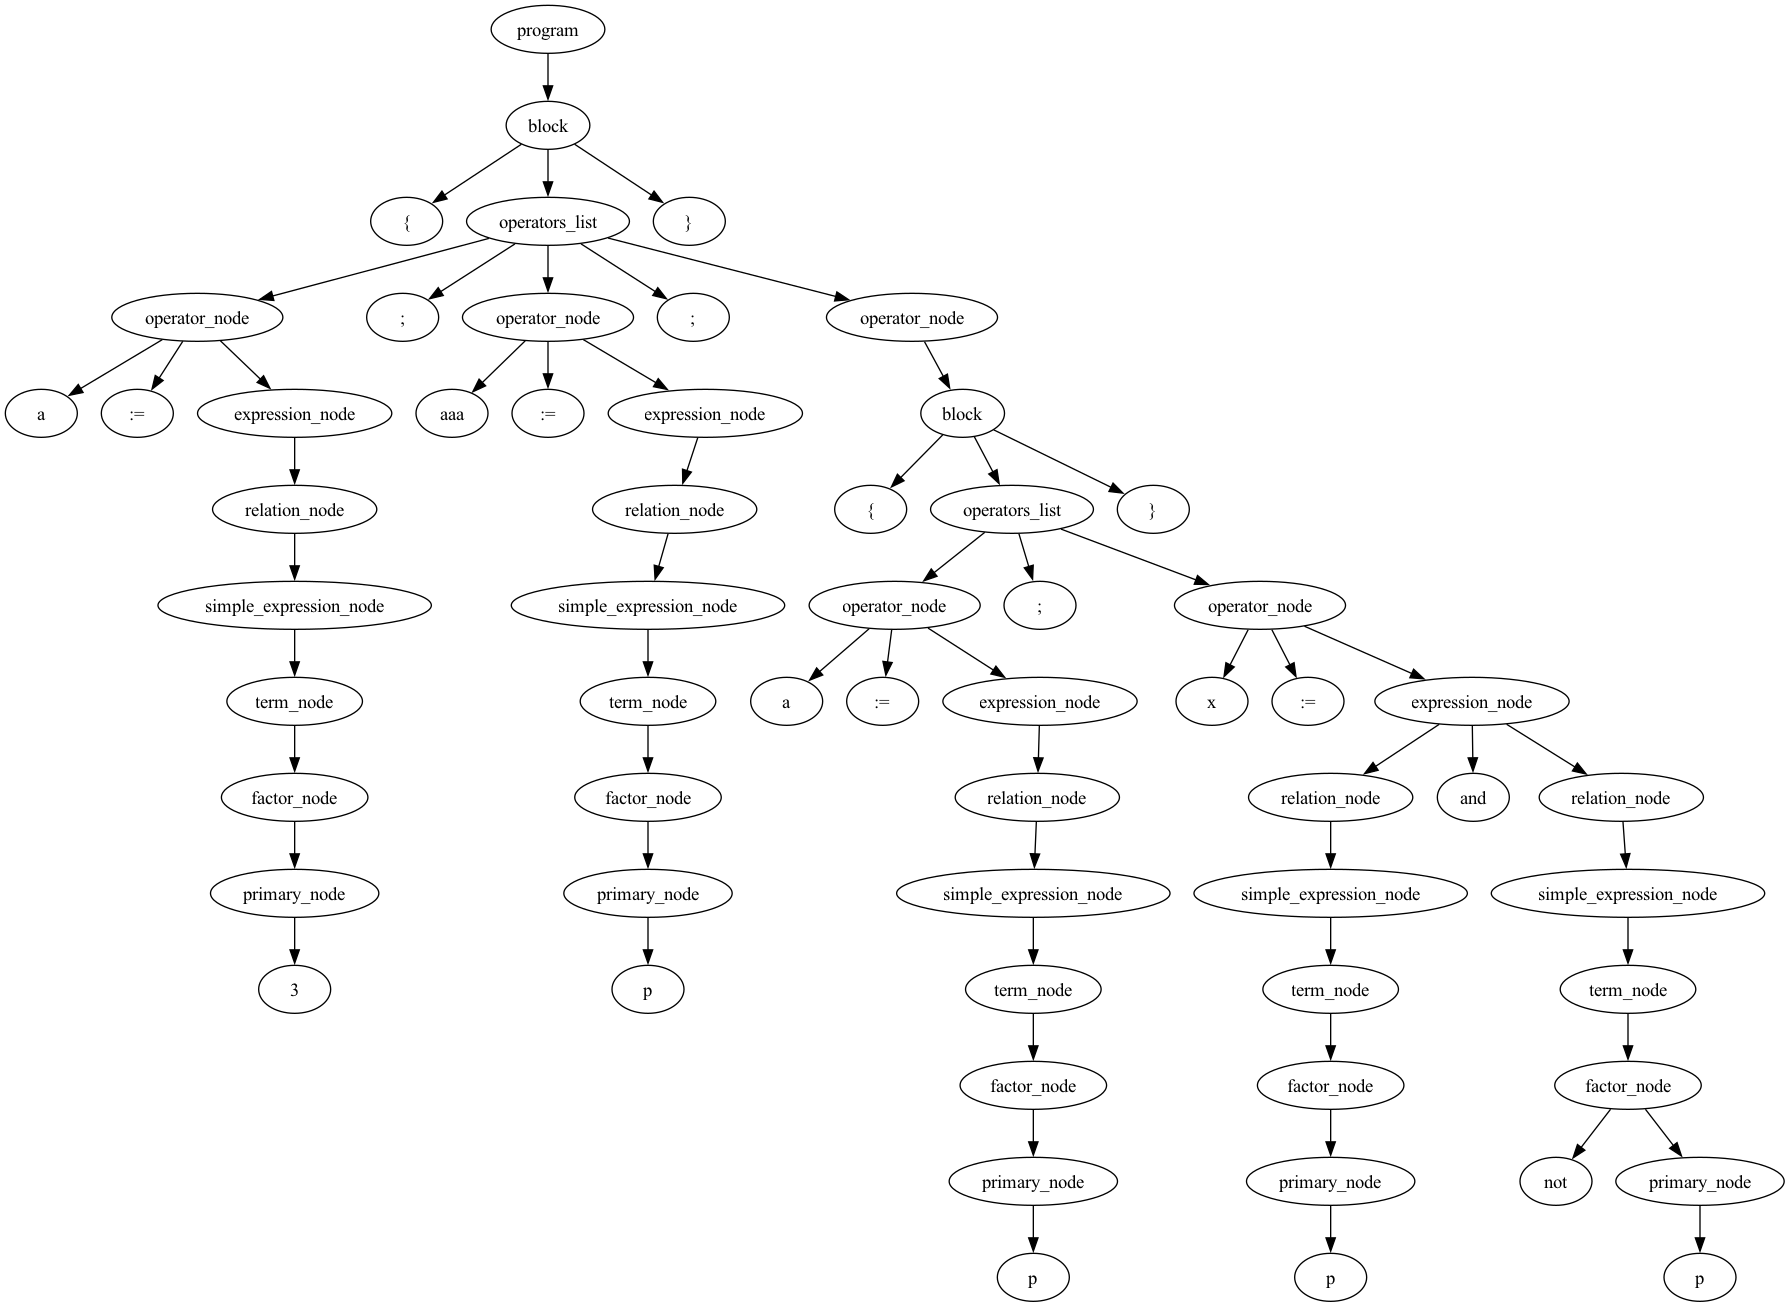 program
block
{
operators_list
}
operator_node
;
operator_node
;
operator_node
a
:=
expression_node
aaa
:=
expression_node
block
relation_node
relation_node
{
operators_list
}
simple_expression_node
simple_expression_node
operator_node
;
operator_node
term_node
term_node
a
:=
expression_node
x
:=
expression_node
factor_node
factor_node
relation_node
relation_node
and
relation_node
primary_node
primary_node
simple_expression_node
simple_expression_node
simple_expression_node
3
p
term_node
term_node
term_node
factor_node
factor_node
factor_node
primary_node
primary_node
not
primary_node
p
p
p